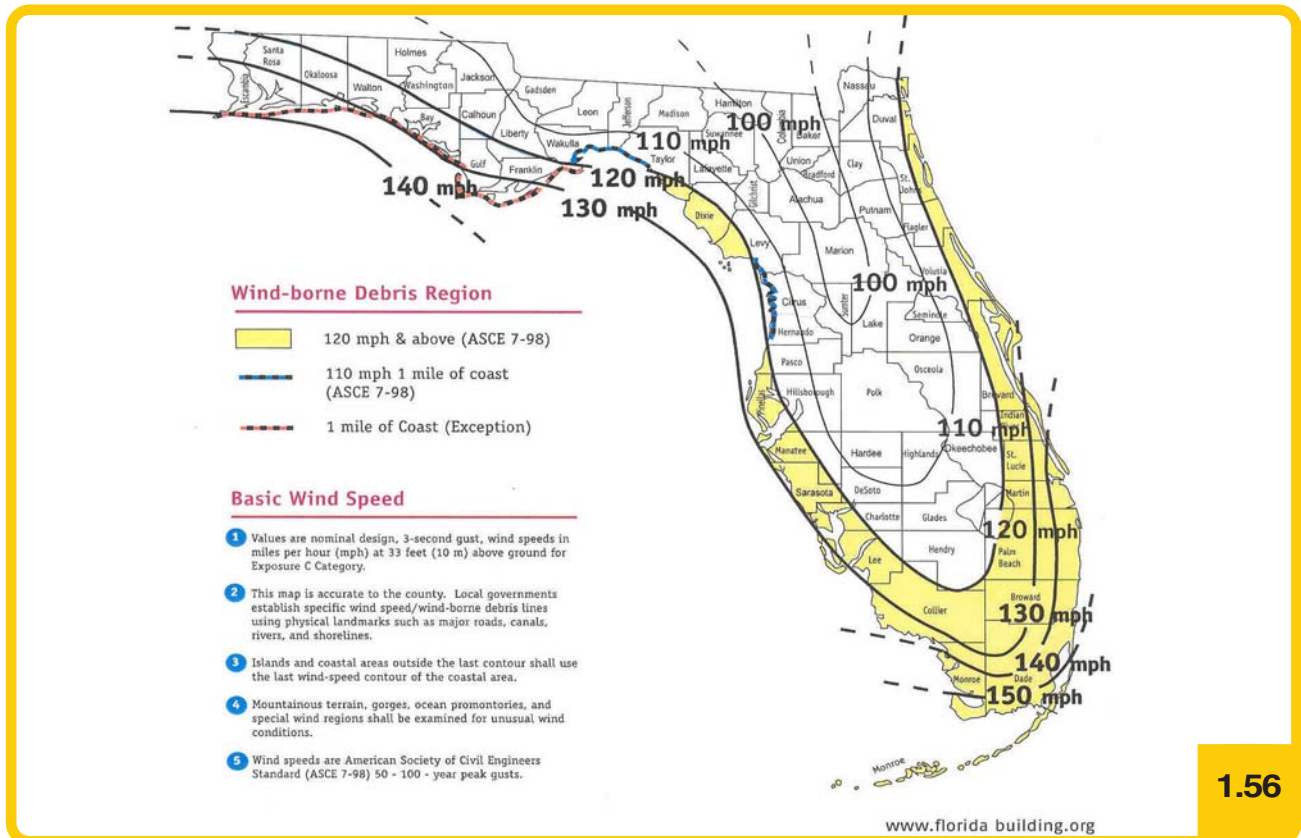 Santa
Rosa
Holmes
Escambia
Okaloosa
Walton
Washington
Jackson
Bay
Calhoun
Gadsden
Liberty
Gulf
Franklin
Leon
Wakulla
Jefferson
Madison
Taylor
Hamilton
Suwannee
Lafayette
Columbia
Baker
Nassau
Duval
Union
Bradford
Clay
St.
Johns
Gilchrist
Alachua
Putnam
Flagler
Dixie
Levy
Marion
Volusia
Citrus
Sumter
Lake
Seminole
Hernando
Orange
Pasco
Osceola
Hillsborough
Pinellas
Polk
Brevard
Indian
Manatee
Hardee
Highlands
Okeechobee
St.
Lucie
Sarasota
DeSoto
Martin
Charlotte
Glades
Lee
Hendry
Palm
Beach
Collier
Broward
Monroe
Dade
Monroe
100 mph
110 mph
140 mph
120 mph
130 mph
100 mph
110 mph
120 mph
130 mph
140 mph
150 mph
Wind-borne Debris Region
120 mph & above (ASCE 7-98)
110 mph 1 mile of coast
(ASCE 7-98)
1 mile of Coast (Exception)
Basic Wind Speed
1 Values are nominal design, 3-second gust, wind speeds in
miles per hour (mph) at 33 feet (10 m) above ground for
Exposure C Category.
2 This map is accurate to the county. Local governments
establish specific wind speed/wind-borne debris lines
using physical landmarks such as major roads, canals,
rivers, and shorelines.
3 Islands and coastal areas outside the last contour shall use
the last wind-speed contour of the coastal area.
4 Mountainous terrain, gorges, ocean promontories, and
special wind regions shall be examined for unusual wind
conditions.
5 Wind speeds are American Society of Civil Engineers
Standard (ASCE 7-98) 50 - 100 - year peak gusts.
1.56
www.florida building.org